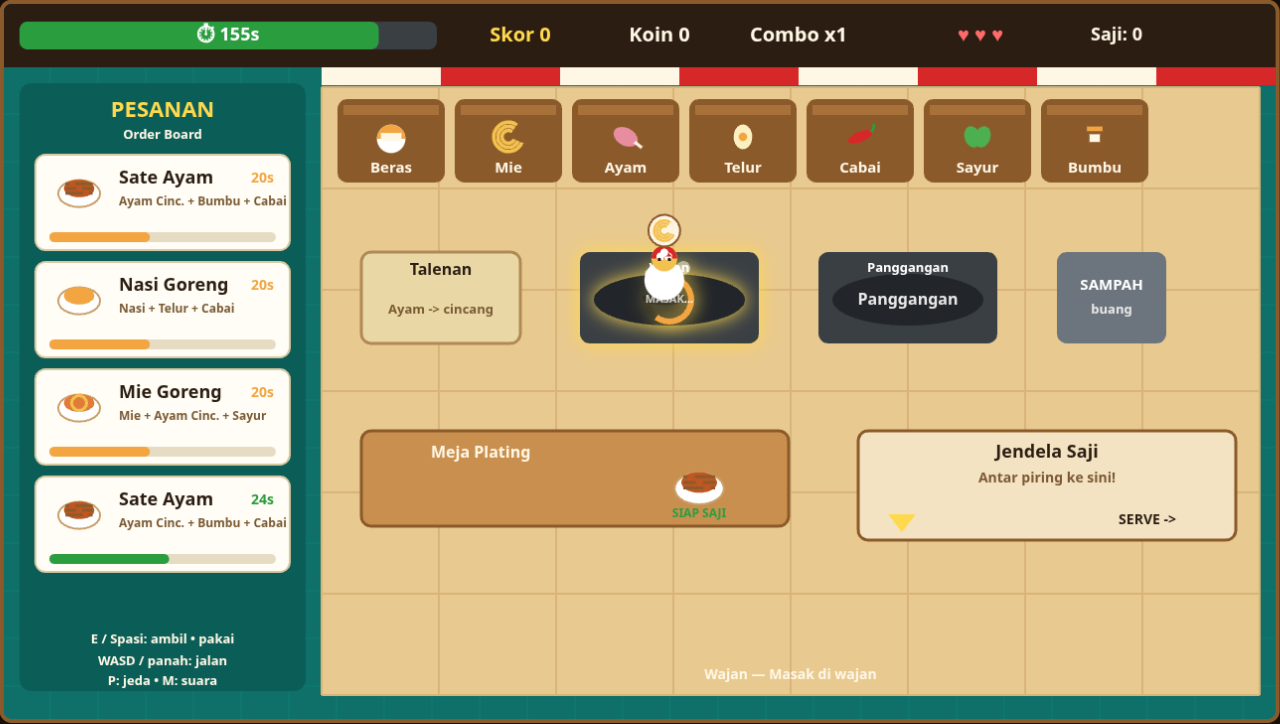 155s
Skor 0
Koin 0
Combo x1
Saji: 0
PESANAN
Order Board
Sate Ayam 20s
Ayam Cinc. + Bumbu + Cabai
Nasi Goreng 20s
Nasi + Telur + Cabai
Mie Goreng 20s
Mie + Ayam Cinc. + Sayur
Sate Ayam 24s
Ayam Cinc. + Bumbu + Cabai
E / Spasi: ambil • pakai
WASD / panah: jalan
P: jeda • M: suara
Beras
Mie
Ayam
Telur
Cabai
Sayur
Bumbu
Talenan
Ayam -> cincang
MASAK...
Panggangan
Panggangan
SAMPAH
buang
Meja Plating
SIAP SAJI
Jendela Saji
Antar piring ke sini!
SERVE ->
Wajan — Masak di wajan